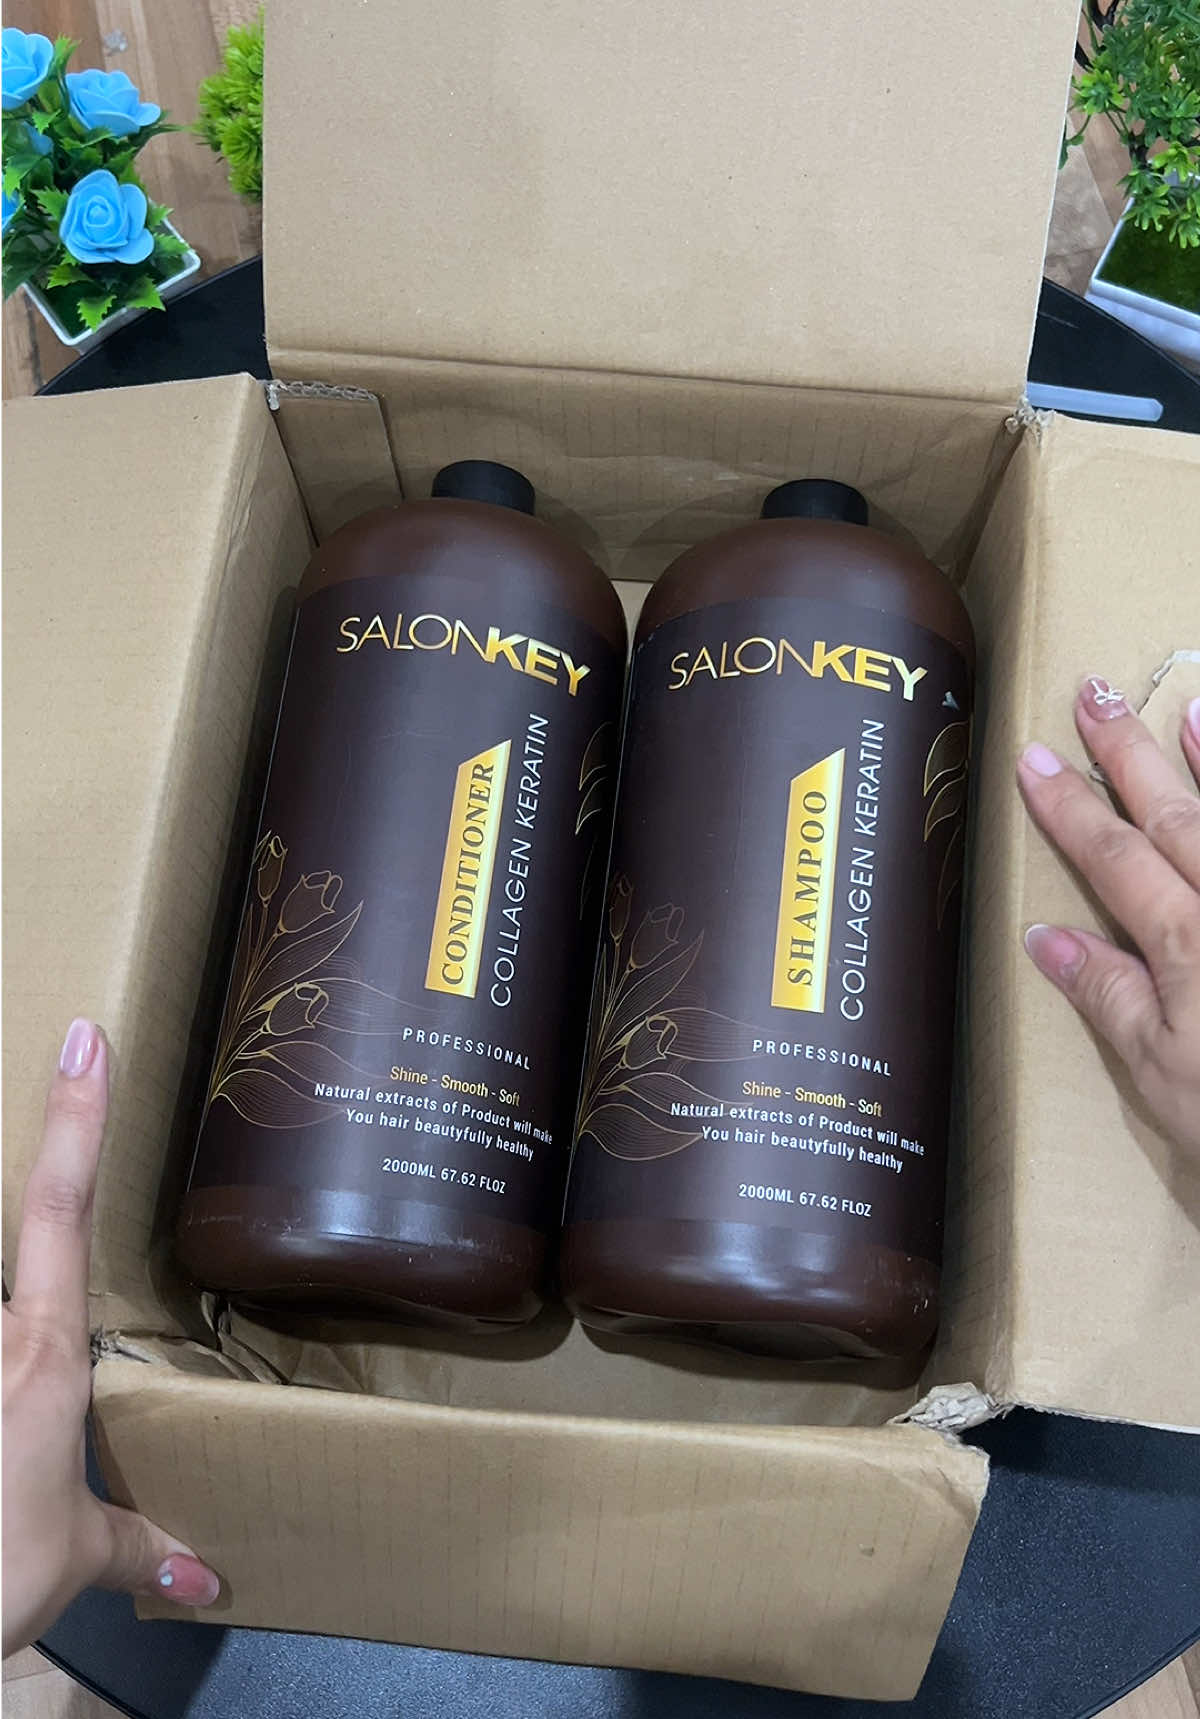 SALONKEY
CONDITIONER
COLLAGEN KERATIN
PROFESSIONAL
Shine - Smooth - Soft
Natural extracts of Product will make
You hair beautyfully healthy
2000ML 67.62 FLOZ
SALONKEY
SHAMPOO
COLLAGEN KERATIN
PROFESSIONAL
Shine - Smooth - Soft
Natural extracts of Product will make
You hair beautyfully healthy
2000ML 67.62 FLOZ